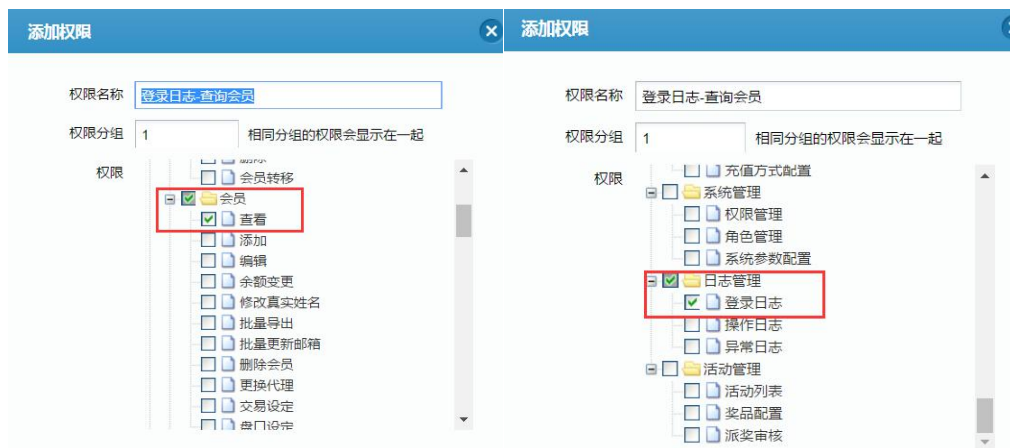 添加权限
权限名称 登录日志-查询会员
权限分组 1 相同分组的权限会显示在一起
权限
删除
会员转移
会员
查看
添加
编辑
余额变更
修改真实姓名
批量导出
批量更新邮箱
删除会员
更换代理
交易设定
盘口设定
添加权限
权限名称 登录日志-查询会员
权限分组 1 相同分组的权限会显示在一起
权限
充值方式配置
系统管理
权限管理
角色管理
系统参数配置
日志管理
登录日志
操作日志
异常日志
活动管理
活动列表
奖品配置
派奖审核